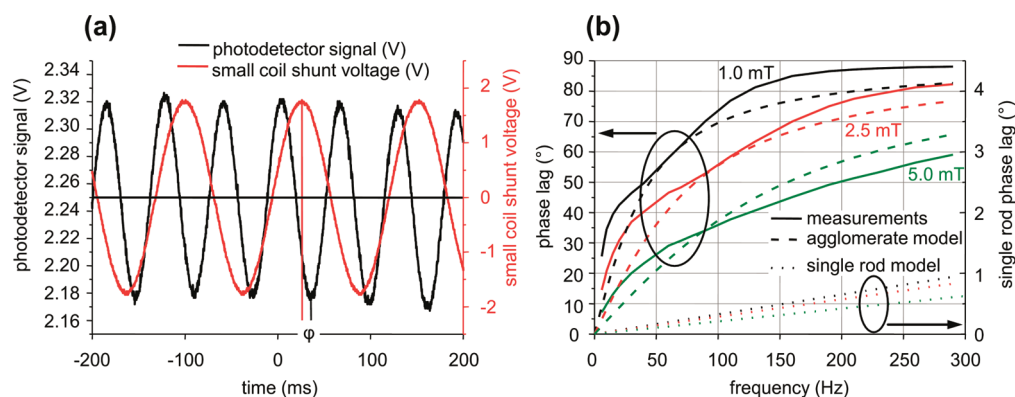 (a)
photodetector signal (V)
small coil shunt voltage (V)
photodetector signal (V)
2.34
2.32
2.30
2.28
2.26
2.24
2.22
2.20
2.18
2.16
2
1
0
-1
-2
small coil shunt voltage (V)
-200
-100
0
100
200
φ
time (ms)
(b)
phase lag (°)
90
80
70
60
50
40
30
20
10
0
1.0 mT
2.5 mT
5.0 mT
measurements
agglomerate model
single rod model
4
3
2
1
0
single rod phase lag (°)
0
50
100
150
200
250
300
frequency (Hz)